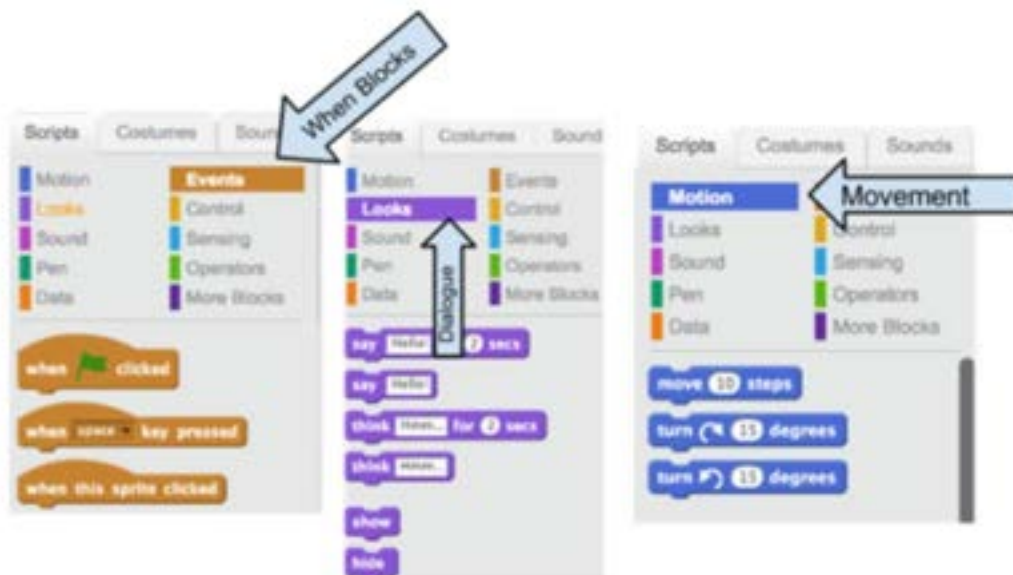 When Blocks
Scripts Costumes Soun
Motion Events
Looks Control
Sound Sensing
Pen Operators
Data More Blocks
when clicked
when space key pressed
when this sprite clicked
Scripts Costumes Sound
Motion Events
Looks Control
Sound Sensing
Pen Operators
Data More Blocks
Dialogue
say Hello! 2 secs
say Hello!
think Hmm... for 2 secs
think Hmm...
show
hide
Scripts Costumes Sounds
Motion
Movement
Looks Control
Sound Sensing
Pen Operators
Data More Blocks
move 10 steps
turn 15 degrees
turn 15 degrees